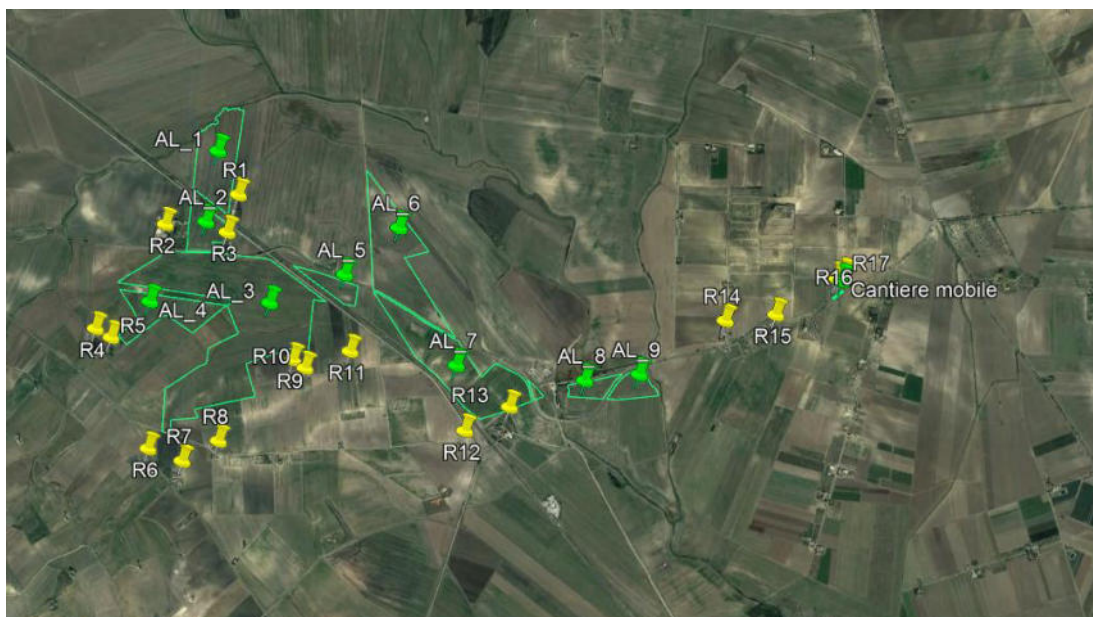 AL_1
R1
AL_2
R2
R3
AL_6
AL_5
AL_3
AL_4
R5
R4
R10
R9
R11
AL_7
R13
AL_8
AL_9
R14
R15
R16
R17
Cantiere mobile
R8
R7
R6
R12